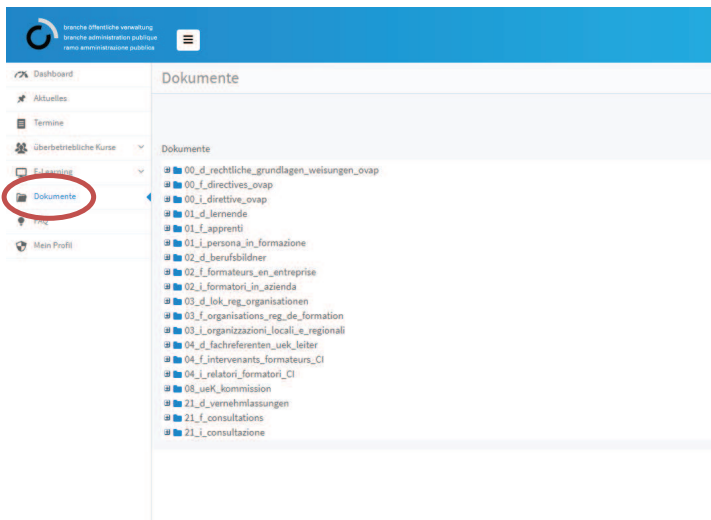 branche öffentliche verwaltung
branche administration publique
ramo amministrazione pubblica
Dashboard
Aktuelles
Termine
überbetriebliche Kurse
E-Learning
Dokumente
FAQ
Mein Profil
Dokumente
Dokumente
00_d_rechtliche_grundlagen_weisungen_ovap
00_f_directives_ovap
00_i_direttive_ovap
01_d_lernende
01_f_apprenti
01_i_persona_in_formazione
02_d_berufsbildner
02_f_formateurs_en_entreprise
02_i_formatori_in_azienda
03_d_lok_reg_organisationen
03_f_organisations_reg_de_formation
03_i_organizzazioni_locali_e_regionali
04_d_fachreferenten_uek_leiter
04_f_intervenants_formateurs_CI
04_i_relatori_formatori_CI
08_ueK_kommission
21_d_vernehmlassungen
21_f_consultations
21_i_consultazione